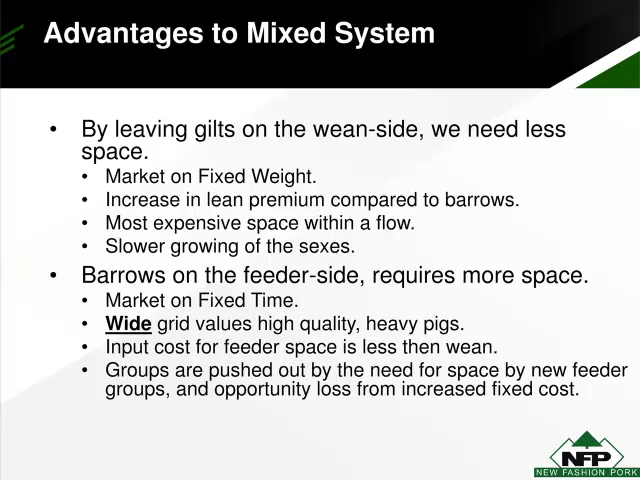 Advantages to Mixed System
• By leaving gilts on the wean-side, we need less
space.
• Market on Fixed Weight.
• Increase in lean premium compared to barrows.
• Most expensive space within a flow.
• Slower growing of the sexes.
• Barrows on the feeder-side, requires more space.
• Market on Fixed Time.
• Wide grid values high quality, heavy pigs.
• Input cost for feeder space is less then wean.
• Groups are pushed out by the need for space by new feeder
groups, and opportunity loss from increased fixed cost.
NFP
NEW FASHION PORK